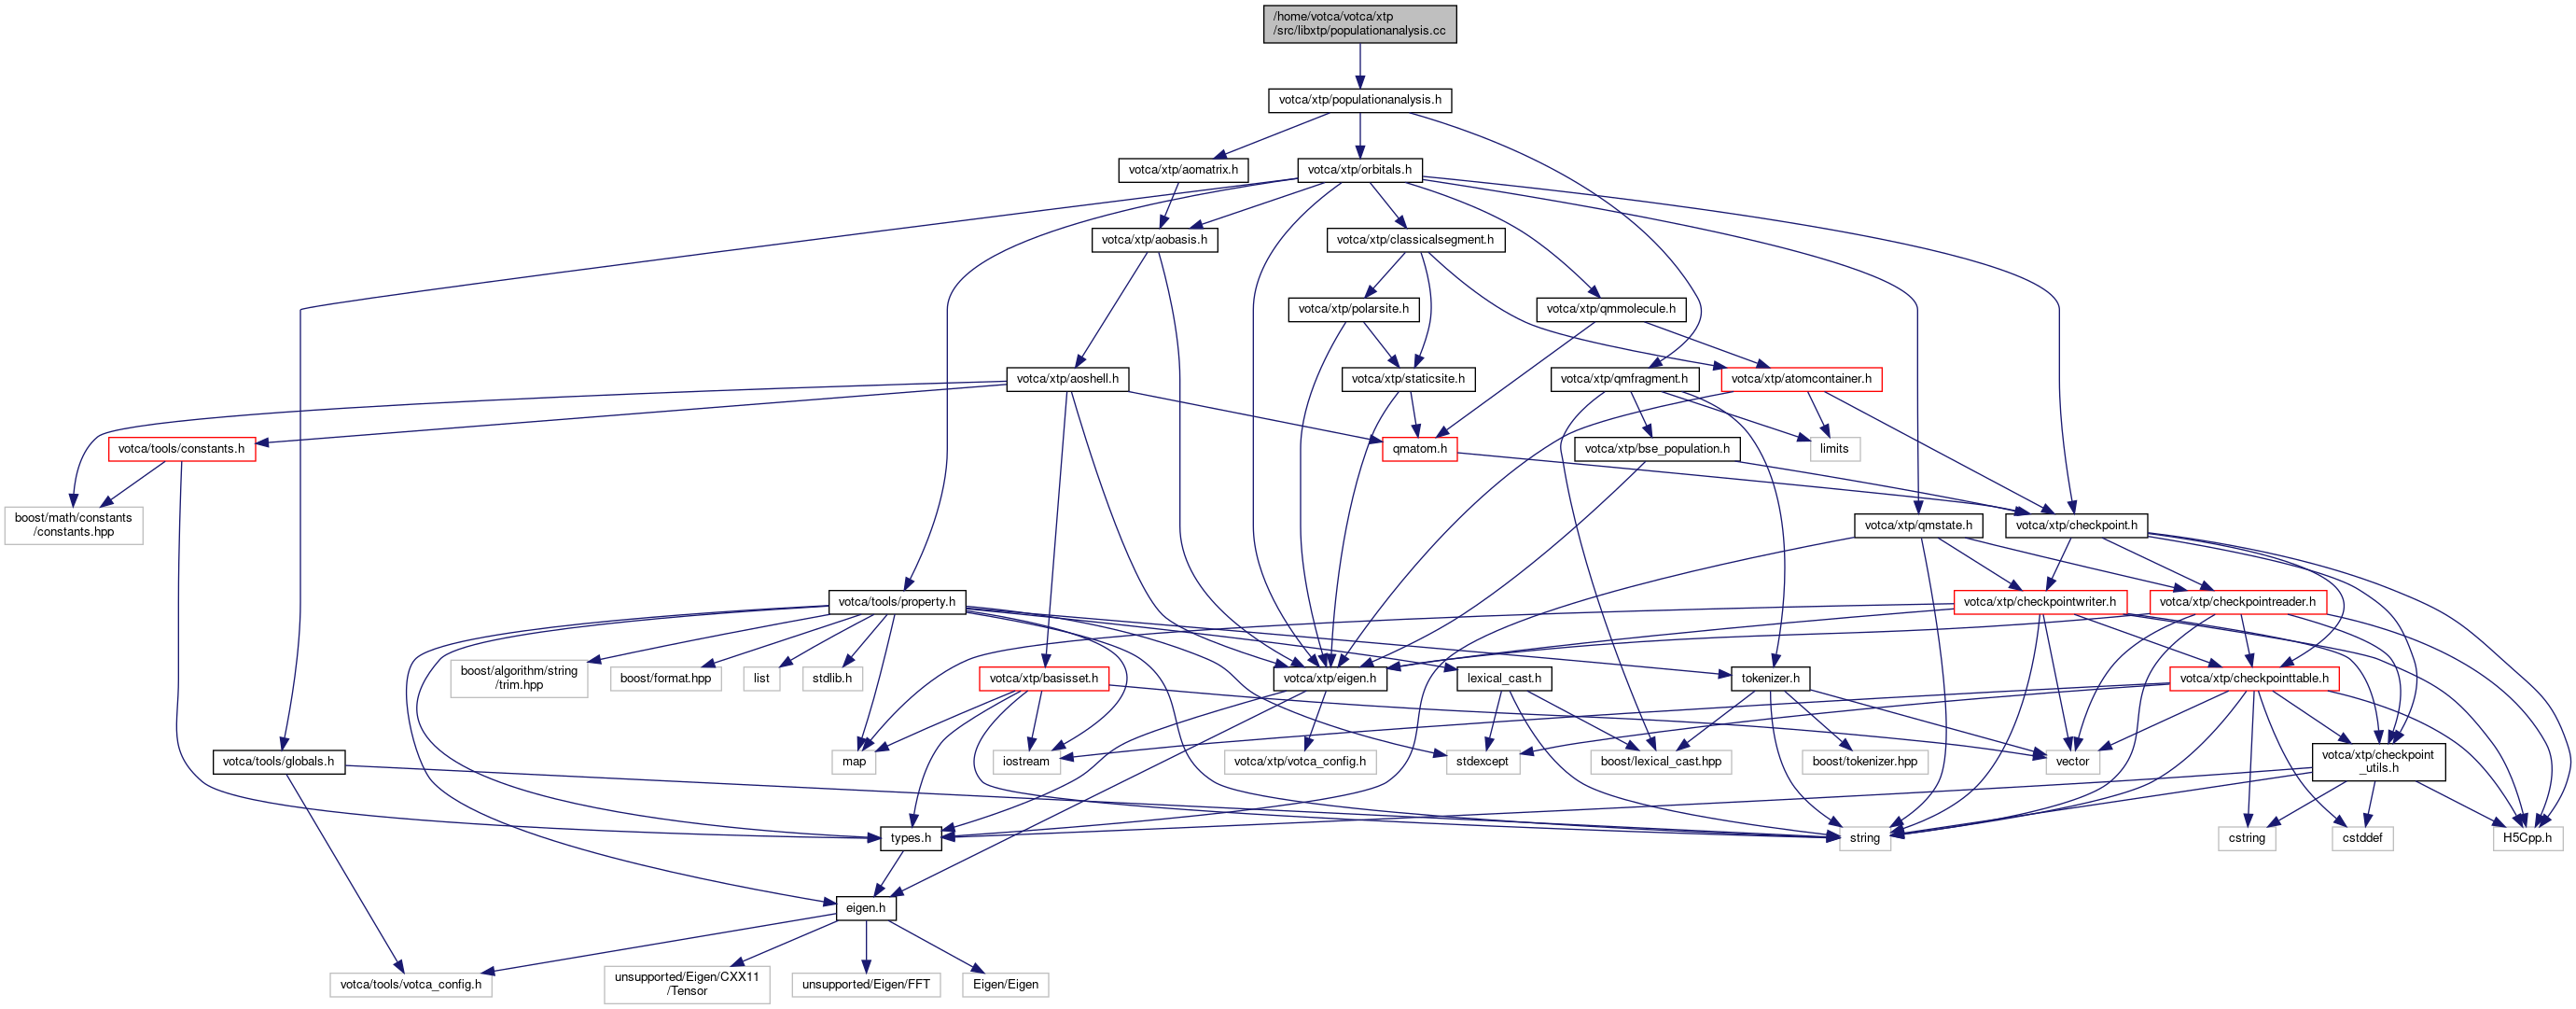 /home/votca/votca/xtp
/src/libxtp/populationanalysis.cc
votca/xtp/populationanalysis.h
votca/xtp/aomatrix.h
votca/xtp/orbitals.h
votca/xtp/aobasis.h
votca/xtp/classicalsegment.h
votca/xtp/polarsite.h
votca/xtp/qmmolecule.h
votca/xtp/aoshell.h
votca/xtp/staticsite.h
votca/xtp/qmfragment.h
votca/xtp/atomcontainer.h
votca/tools/constants.h
qmatom.h
votca/xtp/bse_population.h
limits
boost/math/constants
/constants.hpp
votca/xtp/qmstate.h
votca/xtp/checkpoint.h
votca/tools/property.h
votca/xtp/checkpointwriter.h
votca/xtp/checkpointreader.h
boost/algorithm/string
/trim.hpp
boost/format.hpp
list
stdlib.h
votca/xtp/basisset.h
votca/xtp/eigen.h
lexical_cast.h
tokenizer.h
votca/xtp/checkpointtable.h
votca/tools/globals.h
map
iostream
votca/xtp/votca_config.h
stdexcept
boost/lexical_cast.hpp
boost/tokenizer.hpp
vector
votca/xtp/checkpoint
_utils.h
types.h
string
cstring
cstddef
H5Cpp.h
eigen.h
votca/tools/votca_config.h
unsupported/Eigen/CXX11
/Tensor
unsupported/Eigen/FFT
Eigen/Eigen